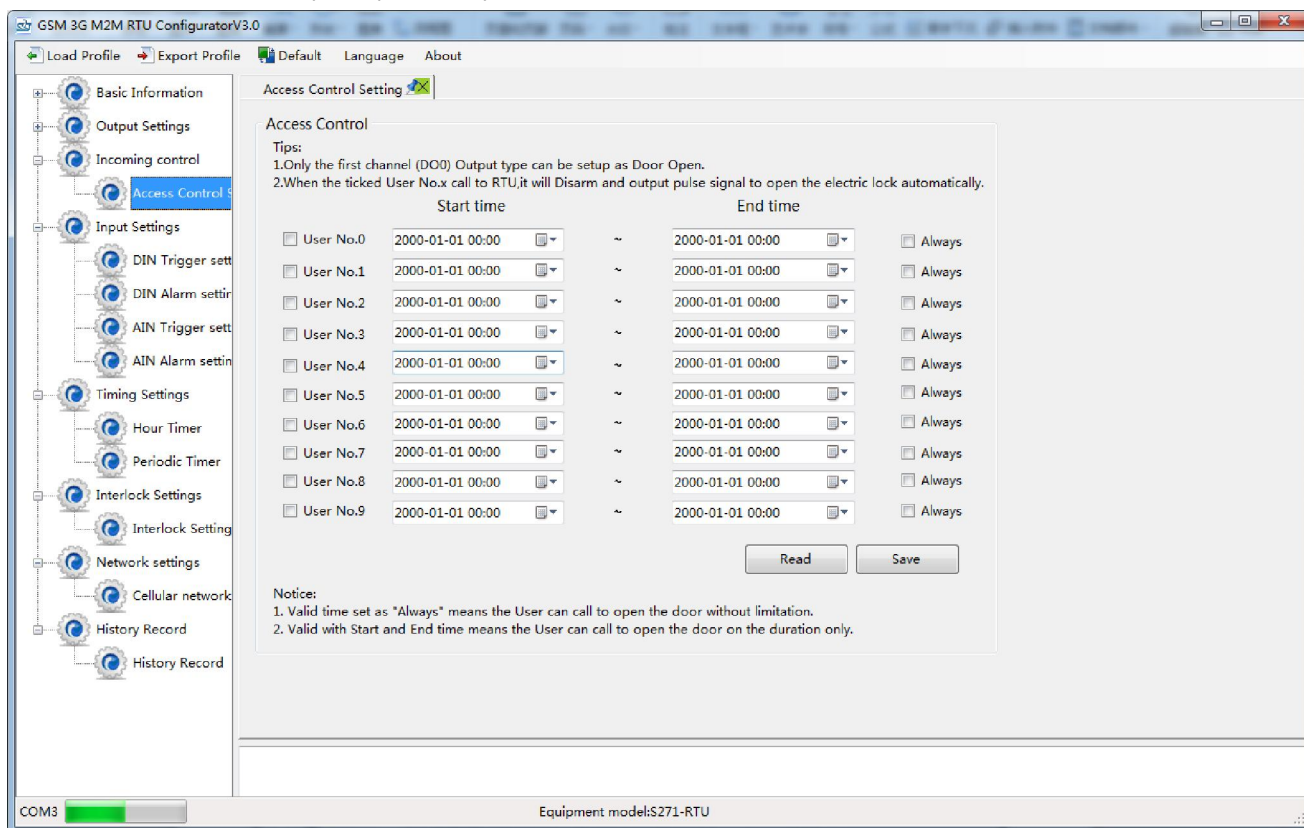 GSM 3G M2M RTU ConfiguratorV3.0
Load Profile Export Profile Default Language About
Basic Information
Output Settings
Incoming control
Access Control S
Input Settings
DIN Trigger sett
DIN Alarm settin
AIN Trigger sett
AIN Alarm settin
Timing Settings
Hour Timer
Periodic Timer
Interlock Settings
Interlock Setting
Network settings
Cellular network
History Record
History Record
Access Control Setting
Access Control
Tips:
1.Only the first channel (DO0) Output type can be setup as Door Open.
2.When the ticked User No.x call to RTU,it will Disarm and output pulse signal to open the electric lock automatically.
Start time End time
User No.0 2000-01-01 00:00 ~ 2000-01-01 00:00 Always
User No.1 2000-01-01 00:00 ~ 2000-01-01 00:00 Always
User No.2 2000-01-01 00:00 ~ 2000-01-01 00:00 Always
User No.3 2000-01-01 00:00 ~ 2000-01-01 00:00 Always
User No.4 2000-01-01 00:00 ~ 2000-01-01 00:00 Always
User No.5 2000-01-01 00:00 ~ 2000-01-01 00:00 Always
User No.6 2000-01-01 00:00 ~ 2000-01-01 00:00 Always
User No.7 2000-01-01 00:00 ~ 2000-01-01 00:00 Always
User No.8 2000-01-01 00:00 ~ 2000-01-01 00:00 Always
User No.9 2000-01-01 00:00 ~ 2000-01-01 00:00 Always
Read Save
Notice:
1. Valid time set as "Always" means the User can call to open the door without limitation.
2. Valid with Start and End time means the User can call to open the door on the duration only.
COM3 Equipment model:S271-RTU